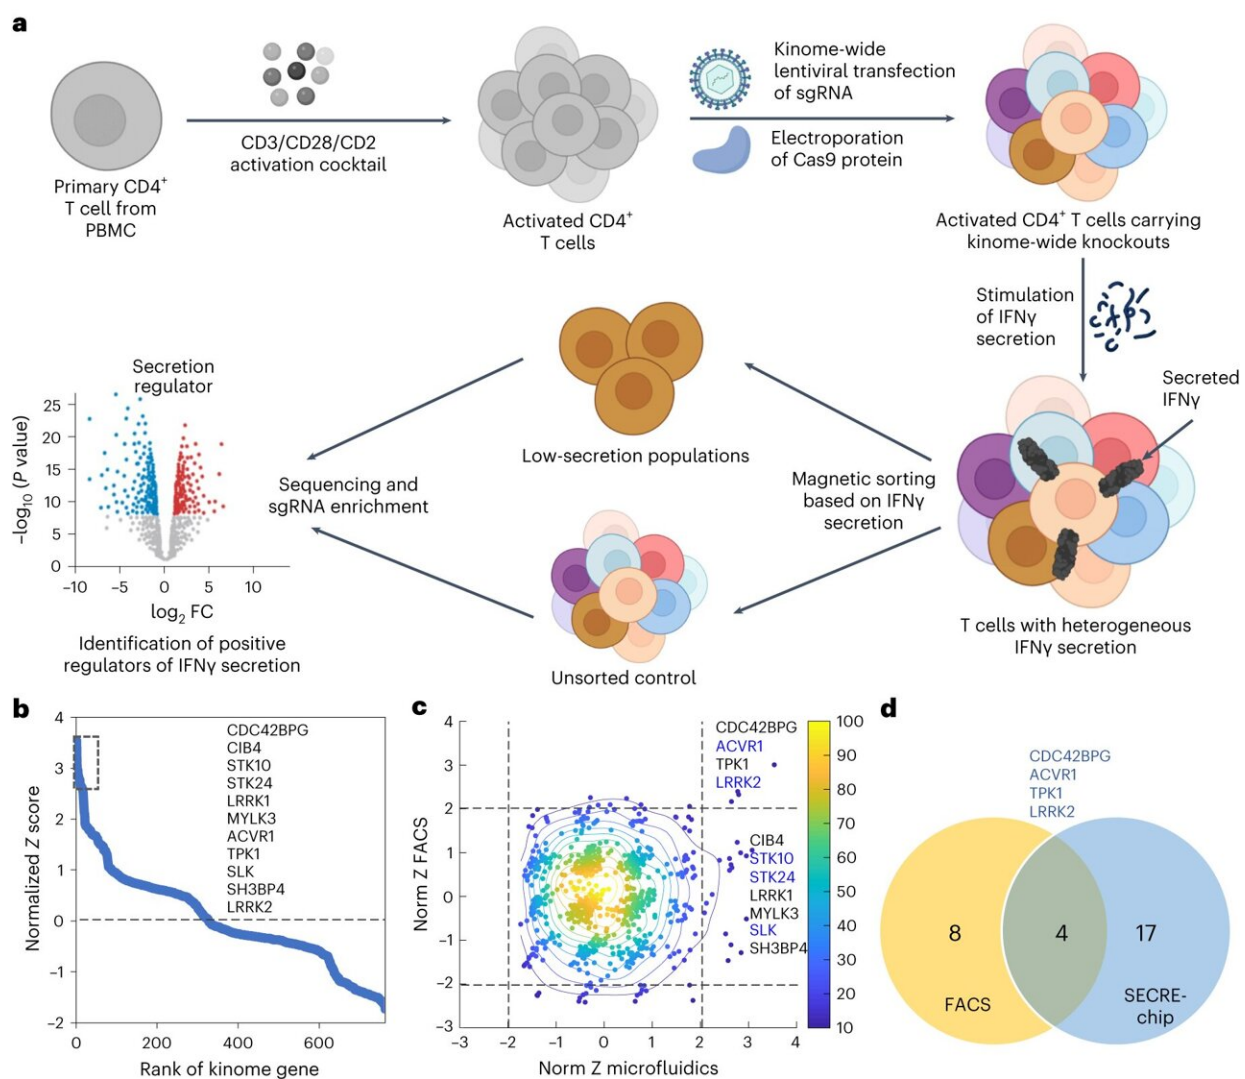 a
Primary CD4+
T cell from
PBMC
CD3/CD28/CD2
activation cocktail
Activated CD4+
T cells
Kinome-wide
lentiviral transfection
of sgRNA
Electroporation
of Cas9 protein
Activated CD4+ T cells carrying
kinome-wide knockouts
Stimulation
of IFNγ
secretion
Secreted
IFNγ
T cells with heterogeneous
IFNγ secretion
Magnetic sorting
based on IFNγ
secretion
Low-secretion populations
Unsorted control
Sequencing and
sgRNA enrichment
Secretion
regulator
−log10 (P value)
25
20
15
10
5
0
−10
−5
0
5
10
log2 FC
Identification of positive
regulators of IFNγ secretion
b
Normalized Z score
4
3
2
1
0
−1
−2
CDC42BPG
CIB4
STK10
STK24
LRRK1
MYLK3
ACVR1
TPK1
SLK
SH3BP4
LRRK2
0
200
400
600
Rank of kinome gene
c
Norm Z FACS
4
3
2
1
0
−1
−2
−3
CDC42BPG
ACVR1
TPK1
LRRK2
CIB4
STK10
STK24
LRRK1
MYLK3
SLK
SH3BP4
−3
−2
−1
0
1
2
3
4
Norm Z microfluidics
100
90
80
70
60
50
40
30
20
10
d
CDC42BPG
ACVR1
TPK1
LRRK2
8
4
17
FACS
SECRE-
chip